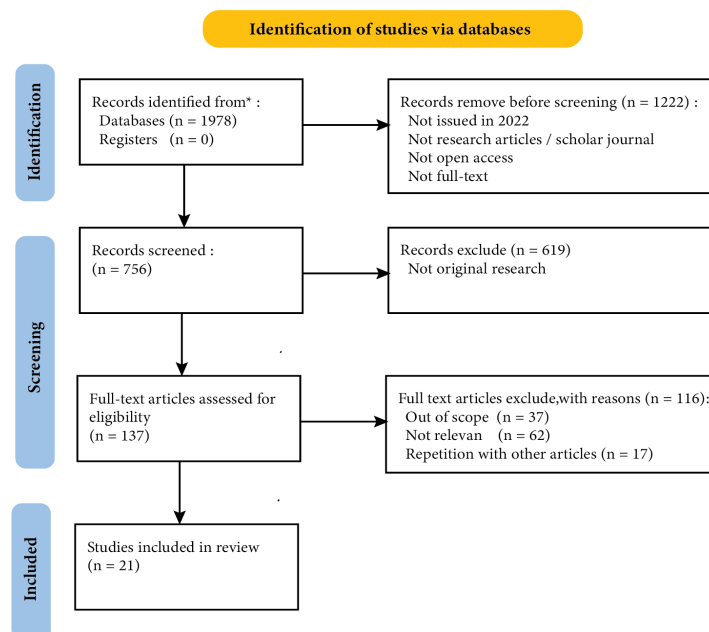 Identification of studies via databases
Identification
Records identified from* :
Databases (n = 1978)
Registers (n = 0)
Records remove before screening (n = 1222) :
Not issued in 2022
Not research articles / scholar journal
Not open access
Not full-text
Screening
Records screened :
(n = 756)
Records exclude (n = 619)
Not original research
Full-text articles assessed for
eligibility
(n = 137)
Full text articles exclude,with reasons (n = 116):
Out of scope (n = 37)
Not relevan (n = 62)
Repetition with other articles (n = 17)
Included
Studies included in review
(n = 21)